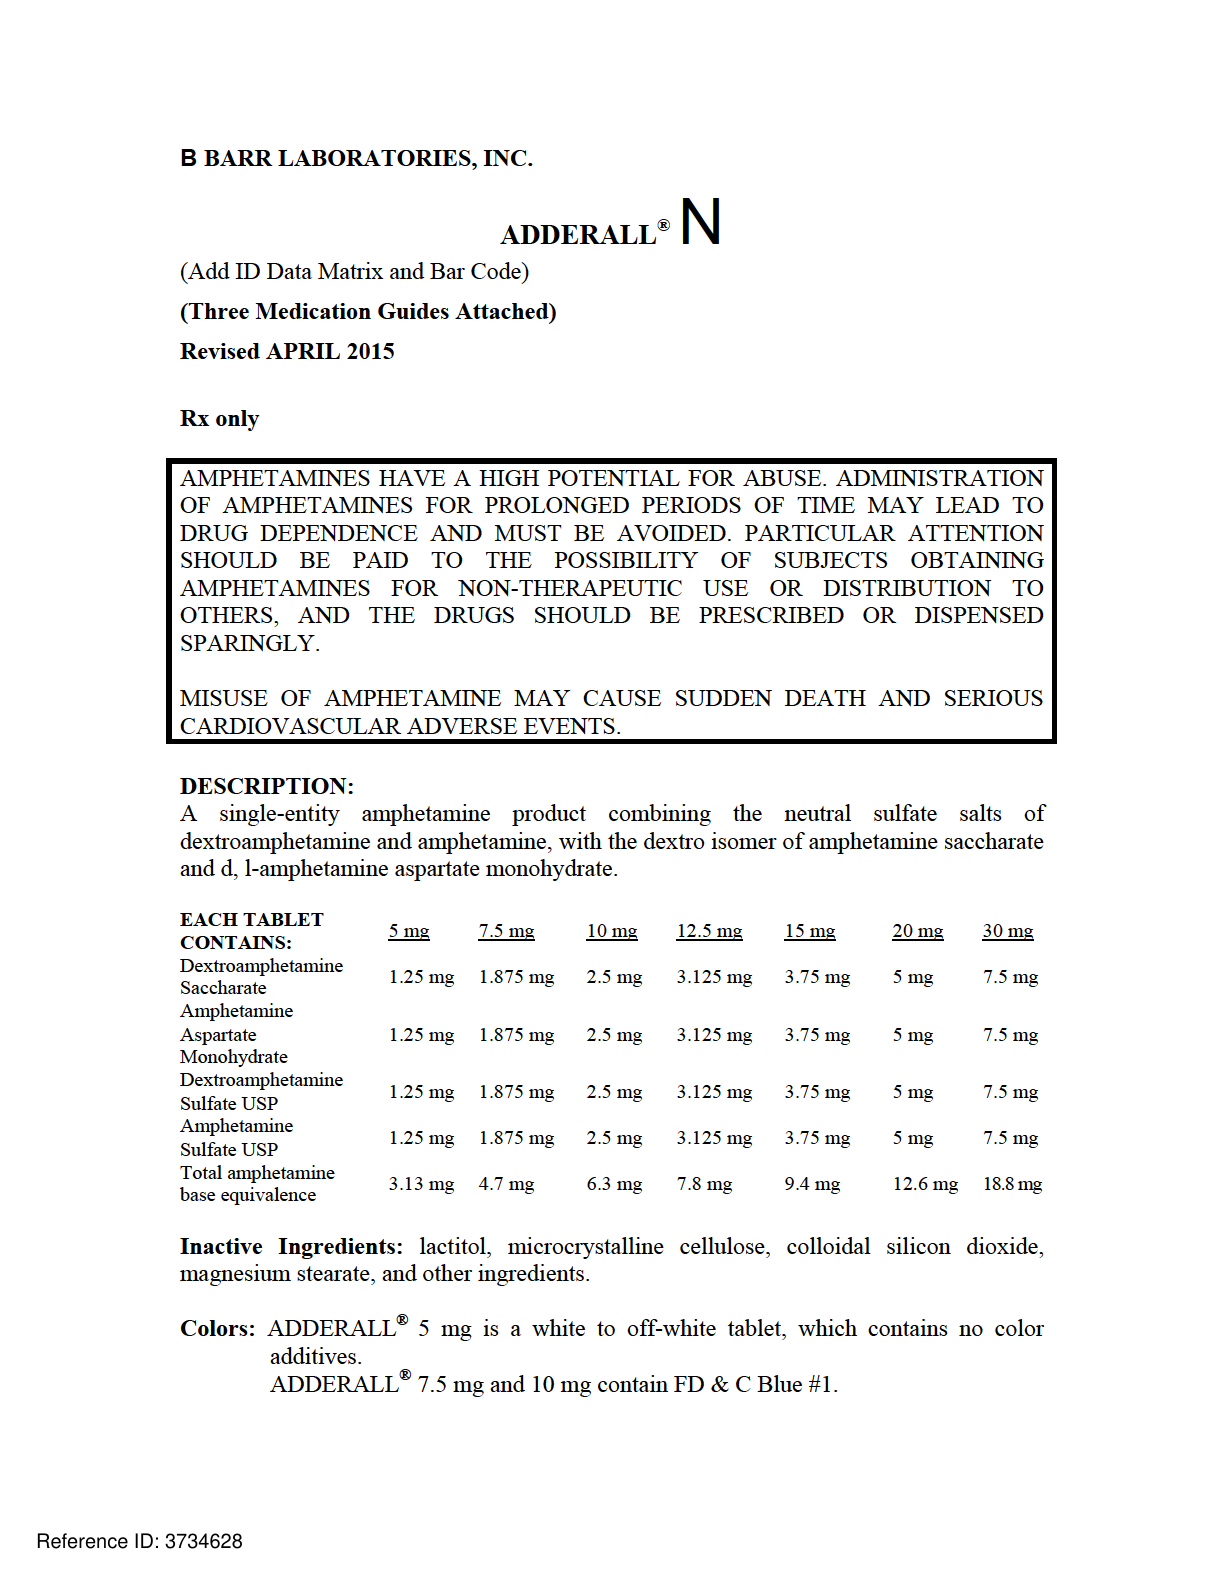 B BARR LABORATORIES, INC.
ADDERALL® N
(Add ID Data Matrix and Bar Code)
(Three Medication Guides Attached)
Revised APRIL 2015
Rx only
AMPHETAMINES HAVE A HIGH POTENTIAL FOR ABUSE. ADMINISTRATION
OF AMPHETAMINES FOR PROLONGED PERIODS OF TIME MAY LEAD TO
DRUG DEPENDENCE AND MUST BE AVOIDED. PARTICULAR ATTENTION
SHOULD BE PAID TO THE POSSIBILITY OF SUBJECTS OBTAINING
AMPHETAMINES FOR NON-THERAPEUTIC USE OR DISTRIBUTION TO
OTHERS, AND THE DRUGS SHOULD BE PRESCRIBED OR DISPENSED
SPARINGLY.
MISUSE OF AMPHETAMINE MAY CAUSE SUDDEN DEATH AND SERIOUS
CARDIOVASCULAR ADVERSE EVENTS.
DESCRIPTION:
A single-entity amphetamine product combining the neutral sulfate salts of
dextroamphetamine and amphetamine, with the dextro isomer of amphetamine saccharate
and d, l-amphetamine aspartate monohydrate.
EACH TABLET
CONTAINS: 5 mg 7.5 mg 10 mg 12.5 mg 15 mg 20 mg 30 mg
Dextroamphetamine
Saccharate 1.25 mg 1.875 mg 2.5 mg 3.125 mg 3.75 mg 5 mg 7.5 mg
Amphetamine
Aspartate 1.25 mg 1.875 mg 2.5 mg 3.125 mg 3.75 mg 5 mg 7.5 mg
Monohydrate
Dextroamphetamine
Sulfate USP 1.25 mg 1.875 mg 2.5 mg 3.125 mg 3.75 mg 5 mg 7.5 mg
Amphetamine
Sulfate USP 1.25 mg 1.875 mg 2.5 mg 3.125 mg 3.75 mg 5 mg 7.5 mg
Total amphetamine
base equivalence 3.13 mg 4.7 mg 6.3 mg 7.8 mg 9.4 mg 12.6 mg 18.8 mg
Inactive Ingredients: lactitol, microcrystalline cellulose, colloidal silicon dioxide,
magnesium stearate, and other ingredients.
Colors: ADDERALL® 5 mg is a white to off-white tablet, which contains no color
additives.
ADDERALL® 7.5 mg and 10 mg contain FD & C Blue #1.
Reference ID: 3734628